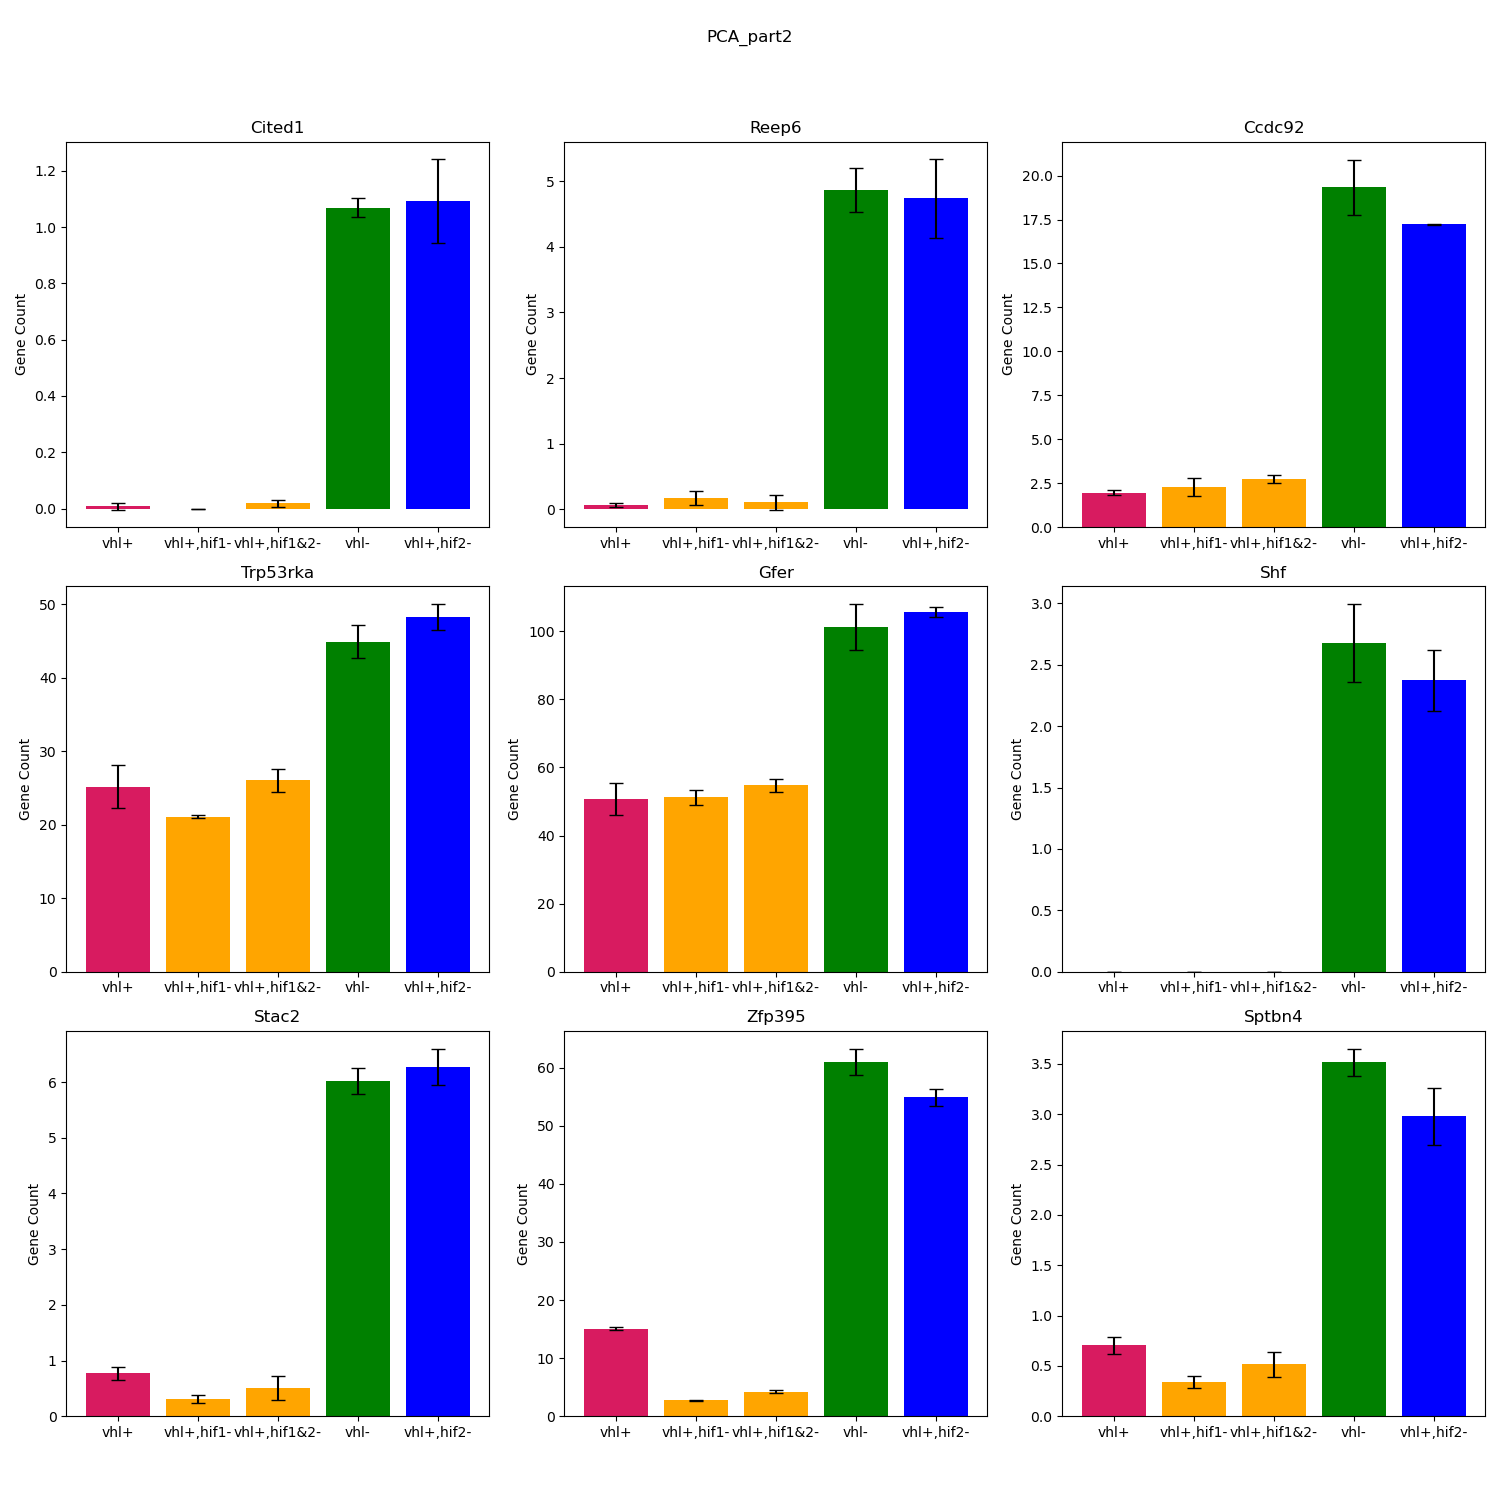 PCA_part2
Cited1
Gene Count
1.2
1.0
0.8
0.6
0.4
0.2
0.0
vhl+ vhl+,hif1- vhl+,hif1&2- vhl- vhl+,hif2-
Reep6
Gene Count
5
4
3
2
1
0
vhl+ vhl+,hif1- vhl+,hif1&2- vhl- vhl+,hif2-
Ccdc92
Gene Count
20.0
17.5
15.0
12.5
10.0
7.5
5.0
2.5
0.0
vhl+ vhl+,hif1- vhl+,hif1&2- vhl- vhl+,hif2-
Trp53rka
Gene Count
50
40
30
20
10
0
vhl+ vhl+,hif1- vhl+,hif1&2- vhl- vhl+,hif2-
Gfer
Gene Count
100
80
60
40
20
0
vhl+ vhl+,hif1- vhl+,hif1&2- vhl- vhl+,hif2-
Shf
Gene Count
3.0
2.5
2.0
1.5
1.0
0.5
0.0
vhl+ vhl+,hif1- vhl+,hif1&2- vhl- vhl+,hif2-
Stac2
Gene Count
6
5
4
3
2
1
0
vhl+ vhl+,hif1- vhl+,hif1&2- vhl- vhl+,hif2-
Zfp395
Gene Count
60
50
40
30
20
10
0
vhl+ vhl+,hif1- vhl+,hif1&2- vhl- vhl+,hif2-
Sptbn4
Gene Count
3.5
3.0
2.5
2.0
1.5
1.0
0.5
0.0
vhl+ vhl+,hif1- vhl+,hif1&2- vhl- vhl+,hif2-